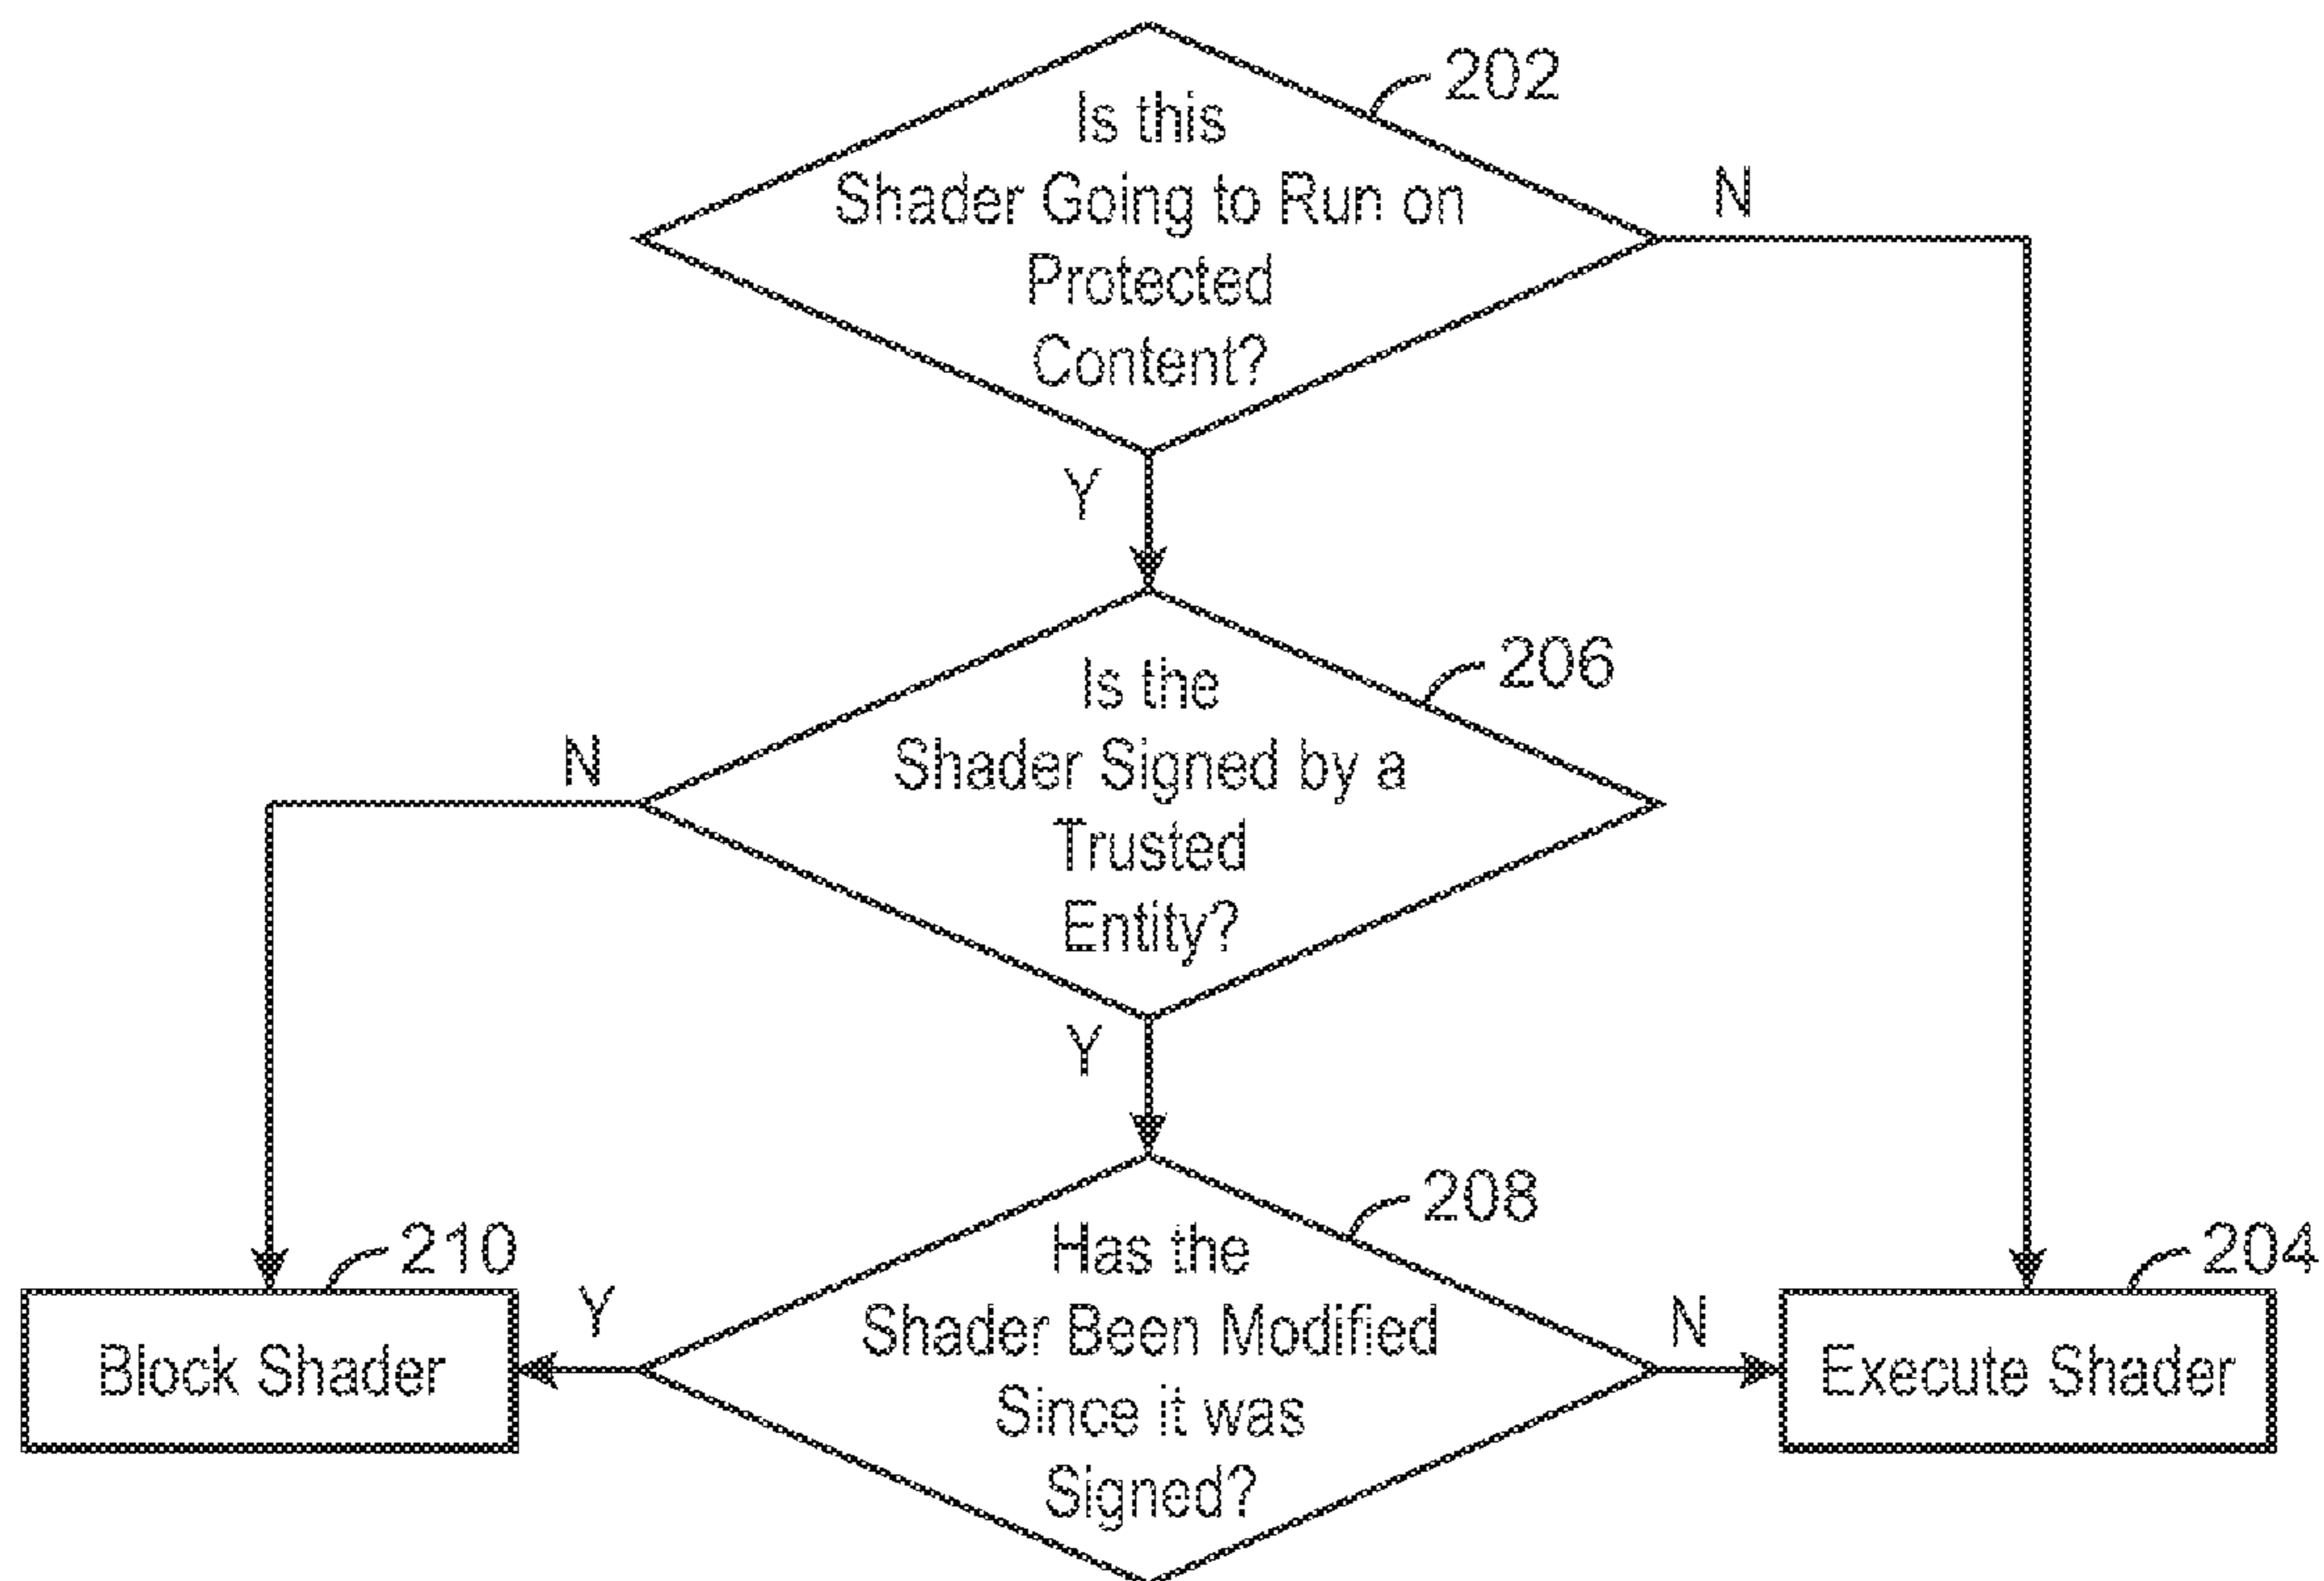 202
Is this
Shader Going to Run on
Protected
Content?
N
Y
206
Is the
Shader Signed by a
Trusted
Entity?
N
Y
208
Has the
Shader Been Modified
Since it was
Signed?
Y
N
210
Block Shader
204
Execute Shader